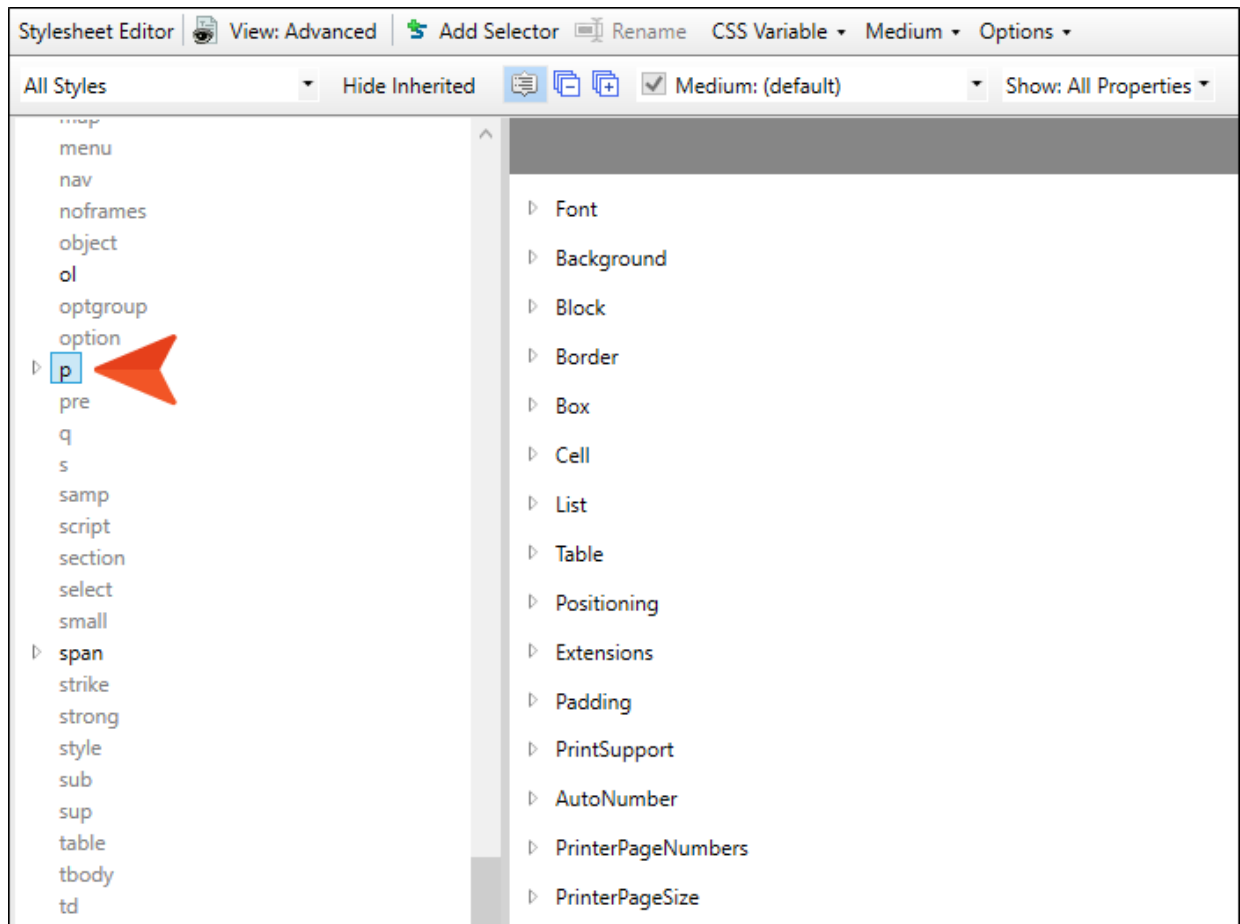 Stylesheet Editor View: Advanced Add Selector Rename CSS Variable Medium Options
All Styles Hide Inherited Medium: (default) Show: All Properties
map
menu
nav
noframes
object
ol
optgroup
option
p
pre
q
s
samp
script
section
select
small
span
strike
strong
style
sub
sup
table
tbody
td
Font
Background
Block
Border
Box
Cell
List
Table
Positioning
Extensions
Padding
PrintSupport
AutoNumber
PrinterPageNumbers
PrinterPageSize